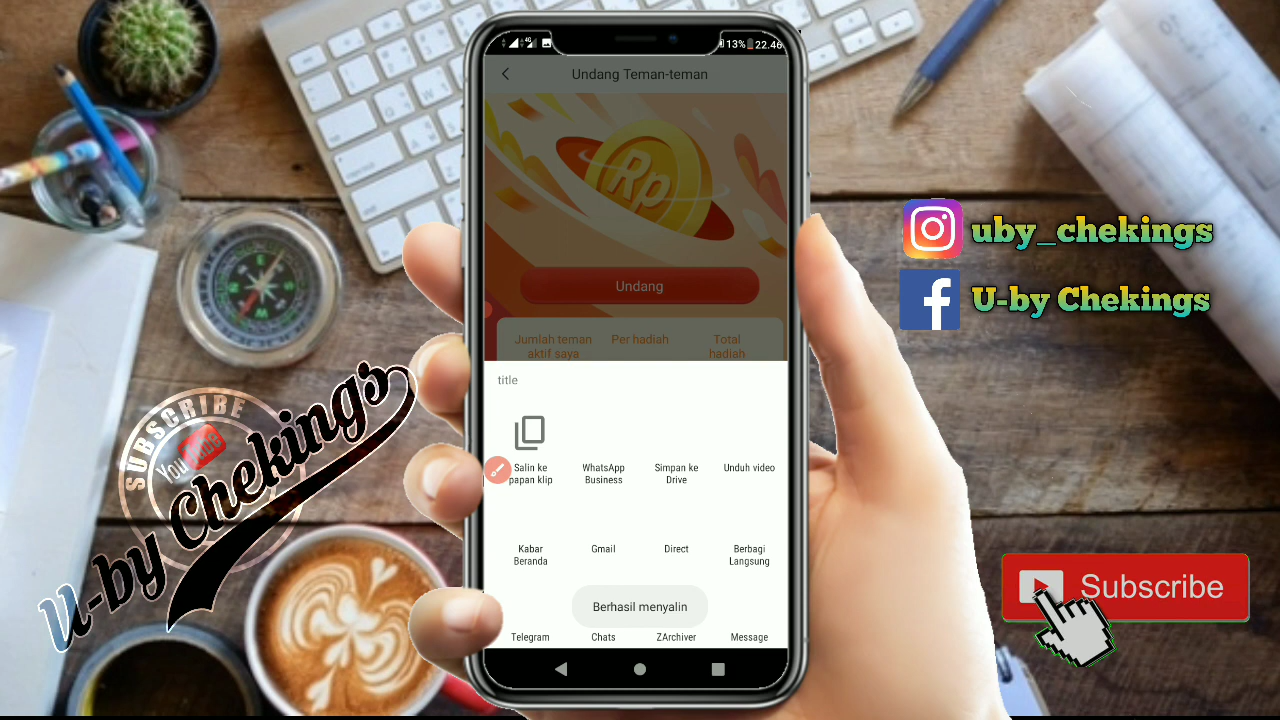 4G
13% 22.46
Undang Teman-teman
Rp
Undang
Jumlah teman
aktif saya
Per hadiah
Total
hadiah
title
Salin ke
papan klip
WhatsApp
Business
Simpan ke
Drive
Unduh video
Kabar
Beranda
Gmail
Direct
Berbagi
Langsung
Berhasil menyalin
Telegram
Chats
ZArchiver
Message
uby_chekings
U-by Chekings
SUBSCRIBE
YouTube
U-by Chekings
Subscribe